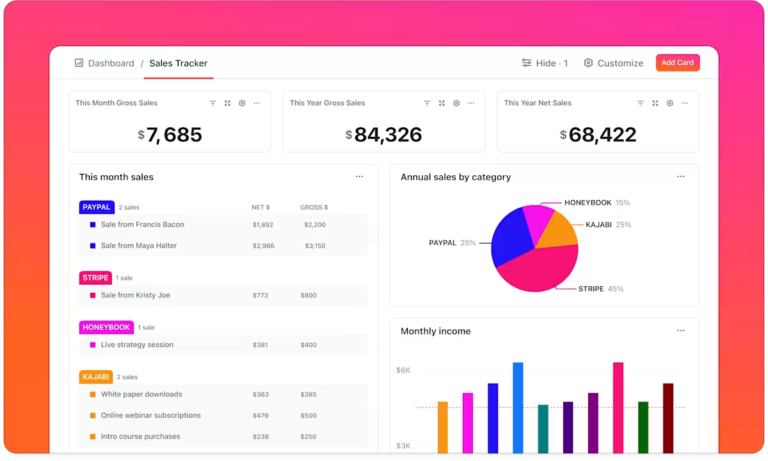 Dashboard / Sales Tracker Hide · 1 Customize Add Card
This Month Gross Sales
$7,685
This Year Gross Sales
$84,326
This Year Net Sales
$68,422
This month sales
PAYPAL 2 sales NET $ GROSS $
Sale from Francis Bacon $1,892 $2,200
Sale from Maya Halter $2,986 $3,150
STRIPE 1 sale
Sale from Kristy Joe $773 $800
HONEYBOOK 1 sale
Live strategy session $381 $400
KAJABI 3 sales
White paper downloads $363 $385
Online webinar subscriptions $479 $500
Intro course purchases $238 $250
Annual sales by category
HONEYBOOK 15%
KAJABI 25%
PAYPAL 25%
STRIPE 45%
Monthly income
$6K
$3K